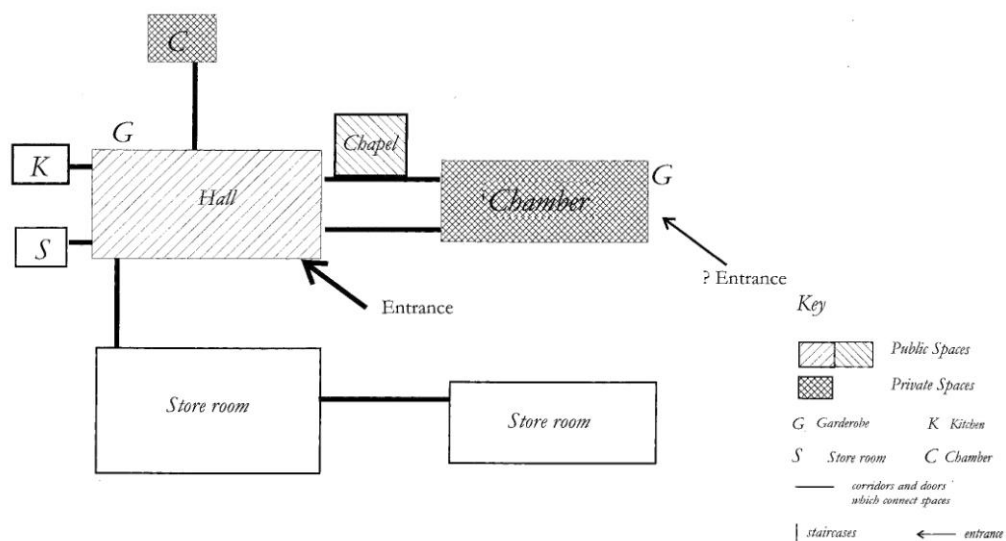 C
G
Chapel
K
Hall
Chamber
G
S
? Entrance
Entrance
Key
Public Spaces
Store room
Store room
Private Spaces
G Garderobe K Kitchen
S Store room C Chamber
corridors and doors
which connect spaces
staircases entrance